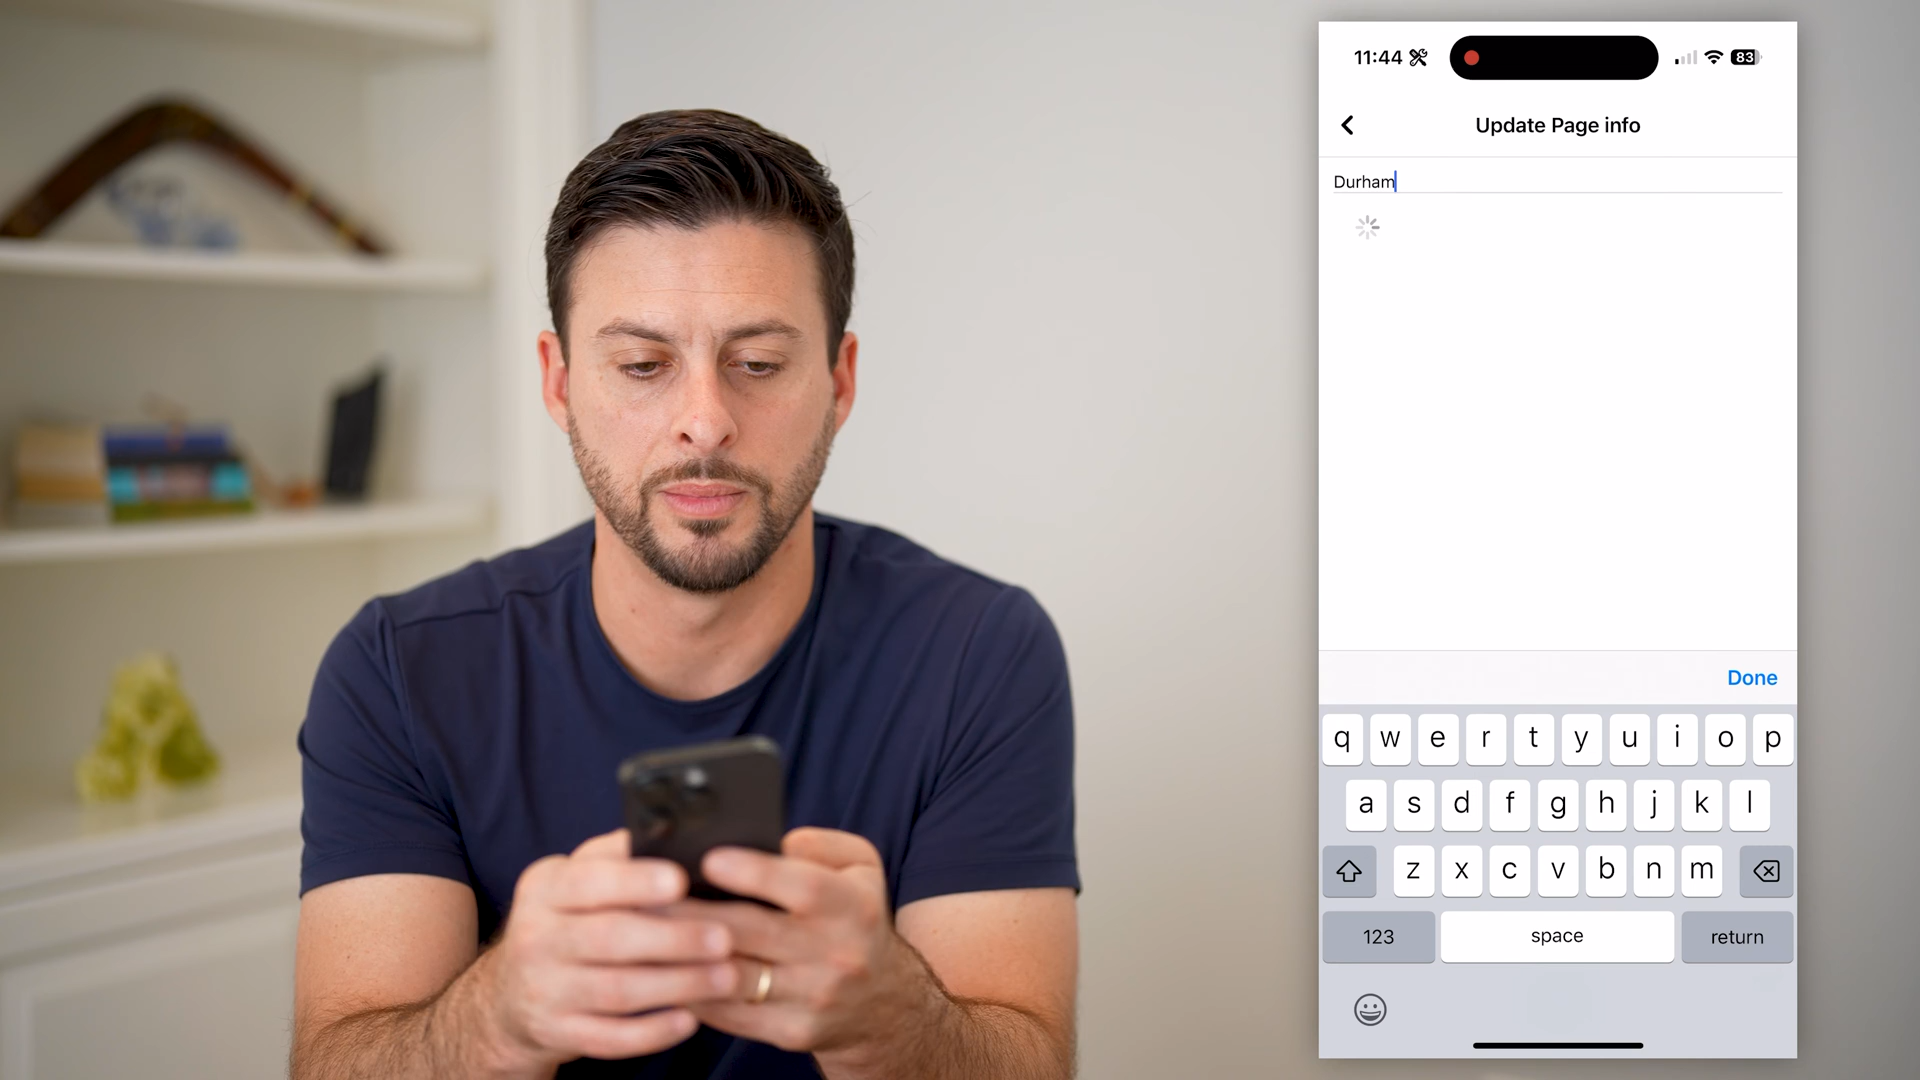 11:44
83
Update Page info
Durham
Done
q w e r t y u i o p
a s d f g h j k l
z x c v b n m
123 space return